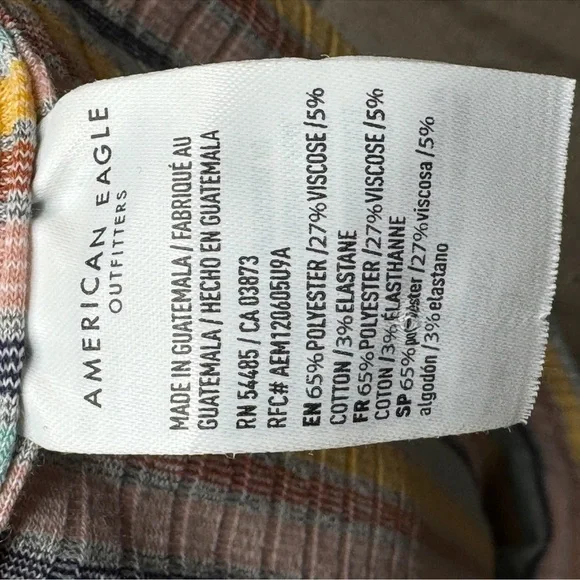 AMERICAN EAGLE
OUTFITTERS
MADE IN GUATEMALA / FABRIQUÉ AU
GUATEMALA / HECHO EN GUATEMALA
RN 54485 / CA 03873
RFC# AEM120605U9A
EN 65%POLYESTER /27%VISCOSE /5%
COTTON /3% ELASTANE
FR 65%POLYESTER /27%VISCOSE /5%
COTON /3% ÉLASTHANNE
SP 65% /27%viscosa /5%
algodón /3% elastano